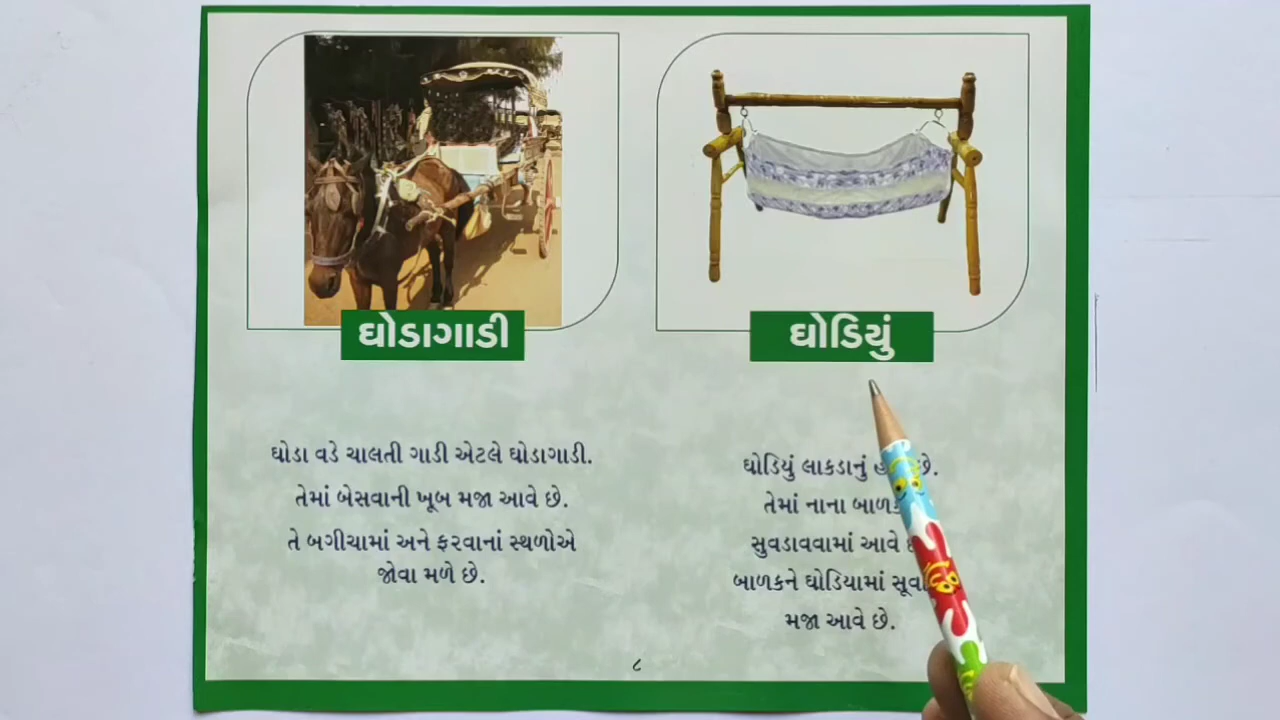 ઘોડાગાડી
ઘોડા વડે ચાલતી ગાડી એટલે ઘોડાગાડી.
તેમાં બેસવાની ખૂબ મજા આવે છે.
તે બગીચામાં અને ફરવાનાં સ્થળોએ
જોવા મળે છે.
ઘોડિયું
ઘોડિયું લાકડાનું છે.
તેમાં નાના
સુવડાવવામાં આવે
બાળકને ઘોડિયામાં
મજા આવે છે.
૮